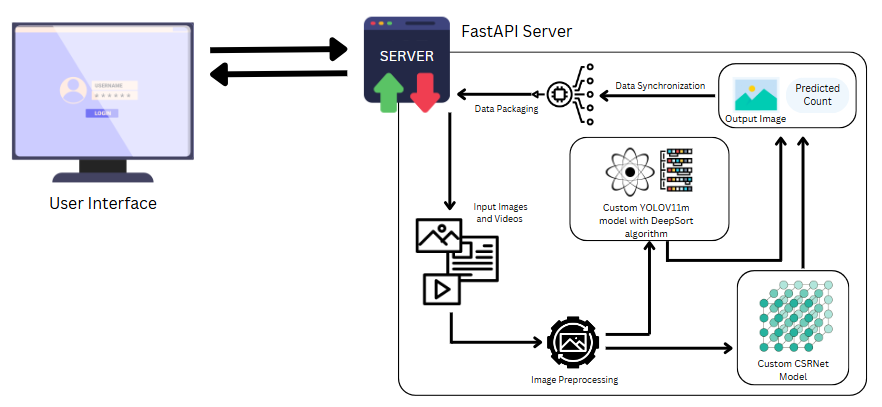 FastAPI Server
SERVER
USERNAME
LOGIN
User Interface
Data Packaging
Data Synchronization
Predicted
Count
Output Image
Input Images
and Videos
Custom YOLOV11m
model with DeepSort
algorithm
Image Preprocessing
Custom CSRNet
Model